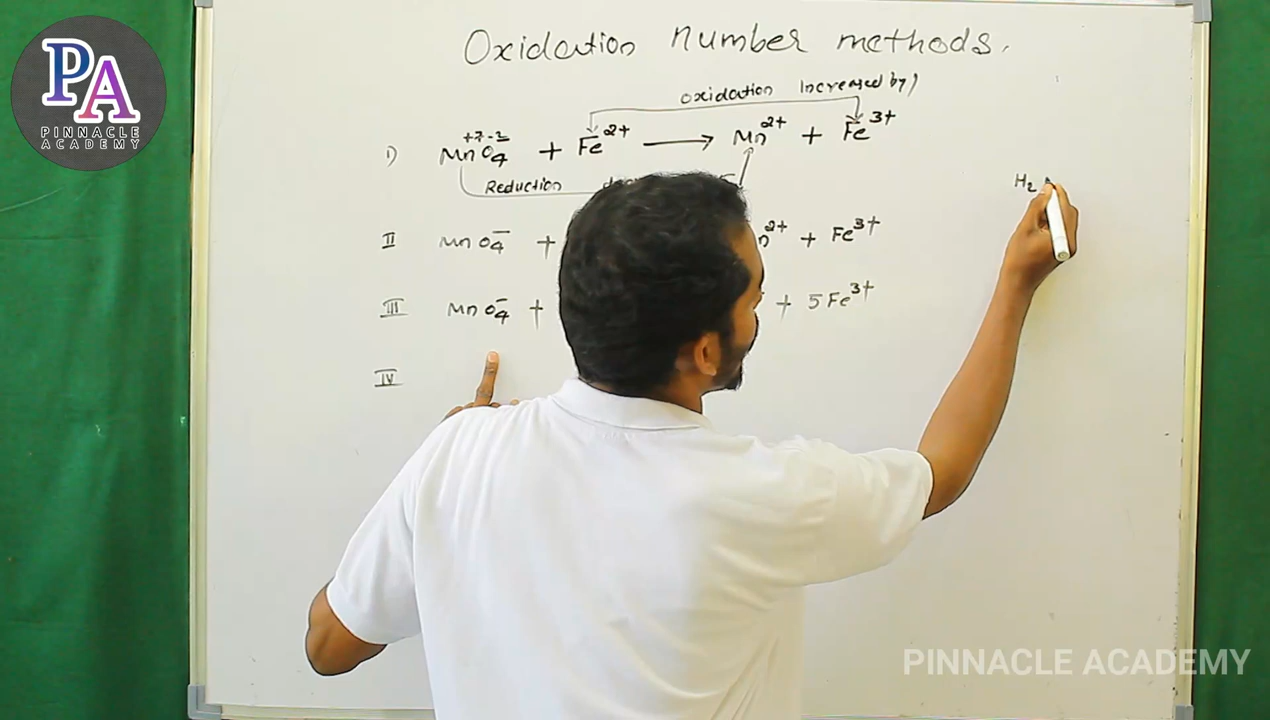 PA
PINNACLE
ACADEMY
Oxidation number methods.
oxidation increased by 1
+7 -2
1) MnO₄⁻ + Fe²⁺ ⟶ Mn²⁺ + Fe³⁺
Reduction
H₂
II MnO₄⁻ + n²⁺ + Fe³⁺
III MnO₄⁻ + + 5Fe³⁺
IV
PINNACLE ACADEMY